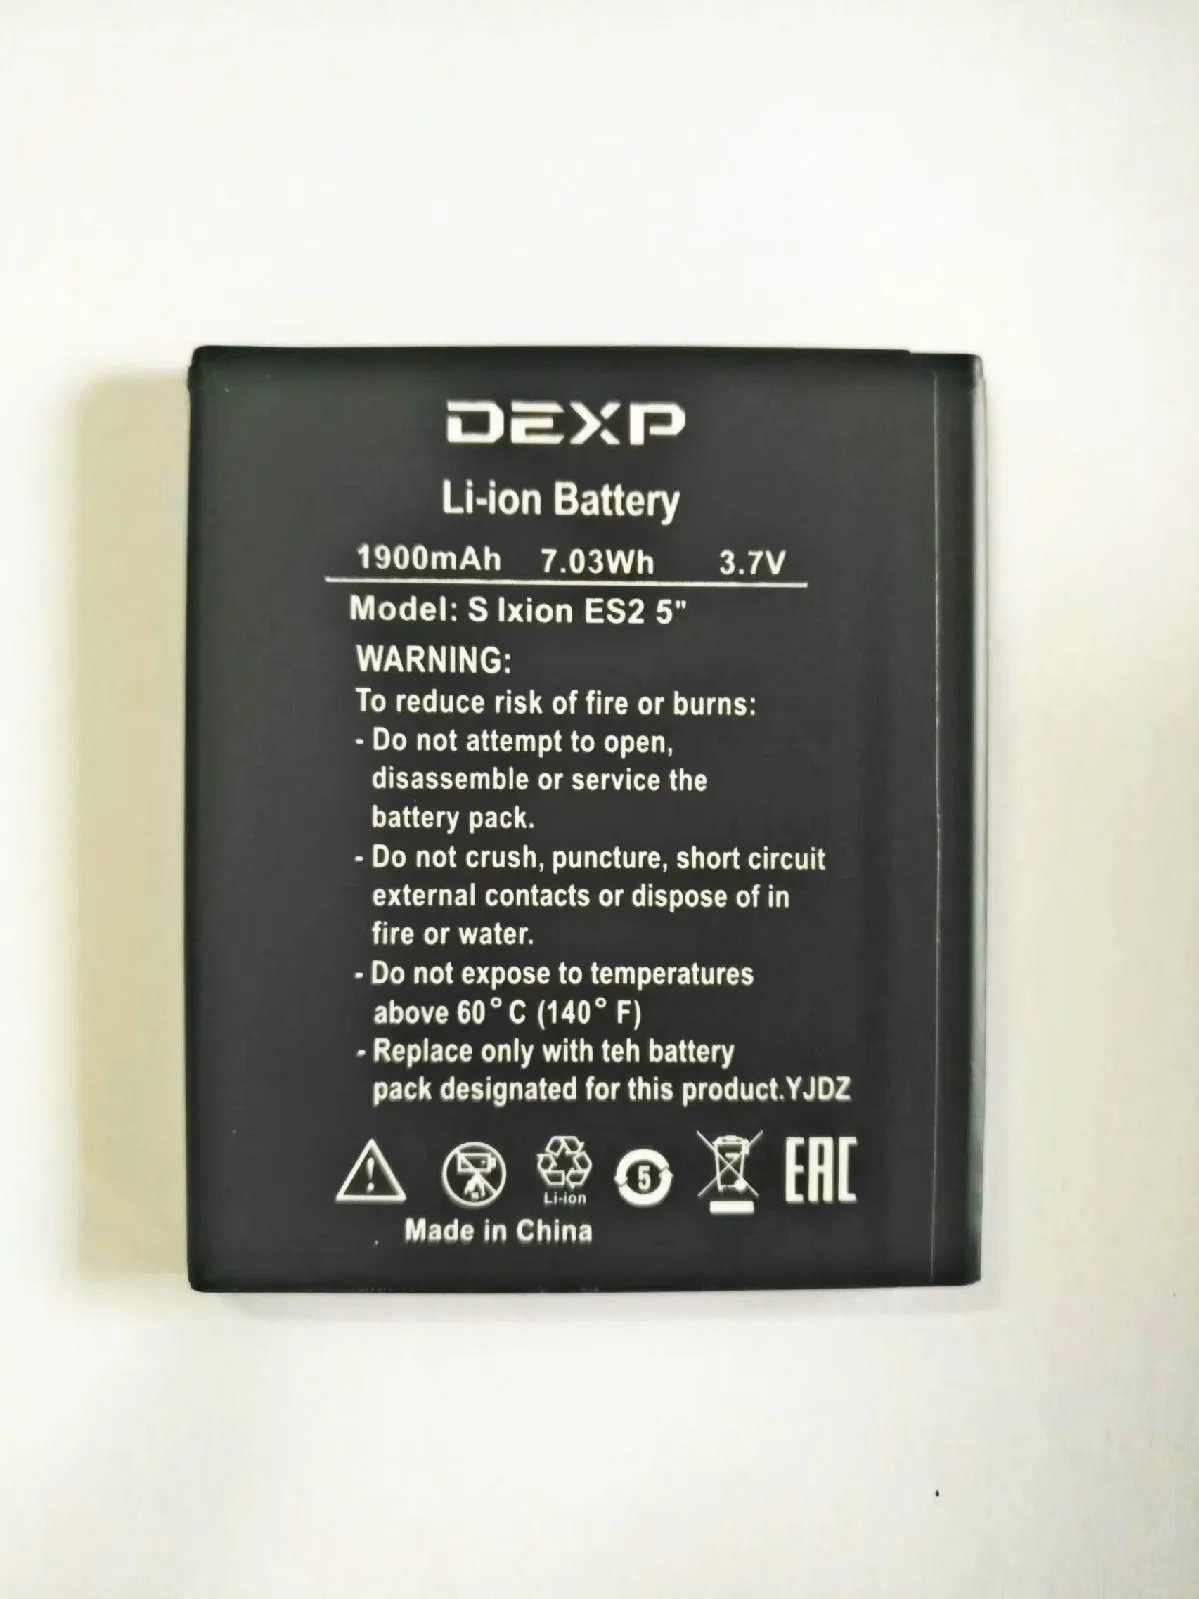 DEXP
Li-ion Battery
1900mAh 7.03Wh 3.7V
Model: S Ixion ES2 5"
WARNING:
To reduce risk of fire or burns:
- Do not attempt to open,
disassemble or service the
battery pack.
- Do not crush, puncture, short circuit
external contacts or dispose of in
fire or water.
- Do not expose to temperatures
above 60°C (140°F)
- Replace only with teh battery
pack designated for this product.YJDZ
Li-ion
5
EAC
Made in China